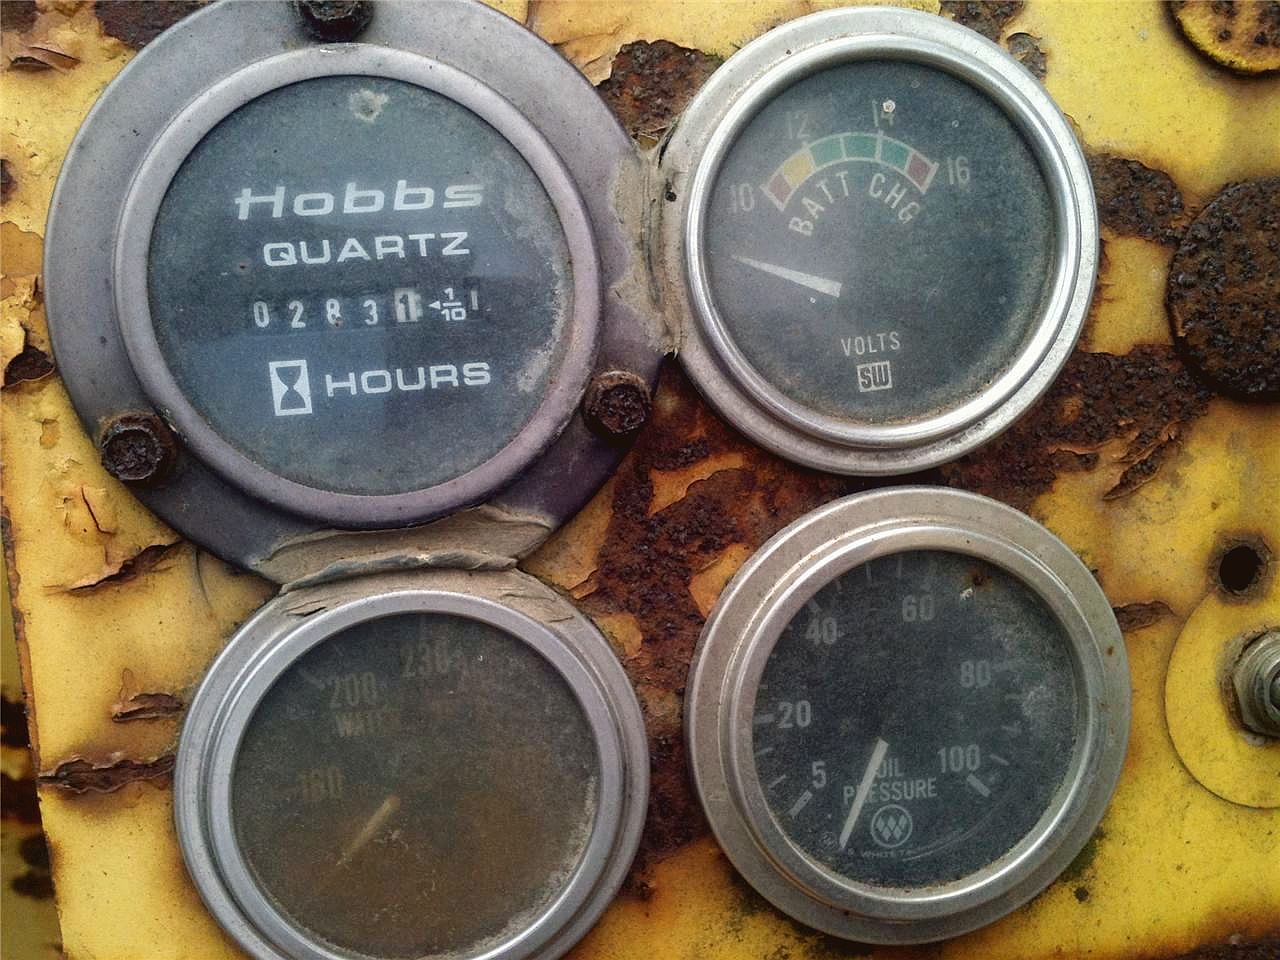 Hobbs
QUARTZ
0 2 8 3 1 1/10
HOURS
10 12 14 16
BATT CHG
VOLTS
SW
160 200 230
WATER
5 20 40 60 80 100
OIL
PRESSURE